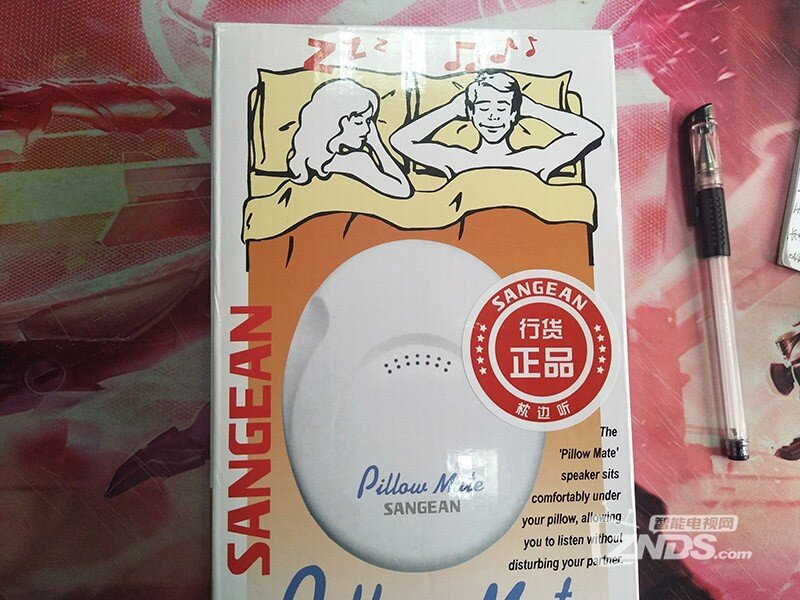 Zzz
SANGEAN
SANGEAN
行货
正品
枕边听
Pillow Mate
SANGEAN
The
'Pillow Mate'
speaker sits
comfortably under
your pillow, allowing
you to listen without
disturbing your partner.
智能电视网
ZNDS.com